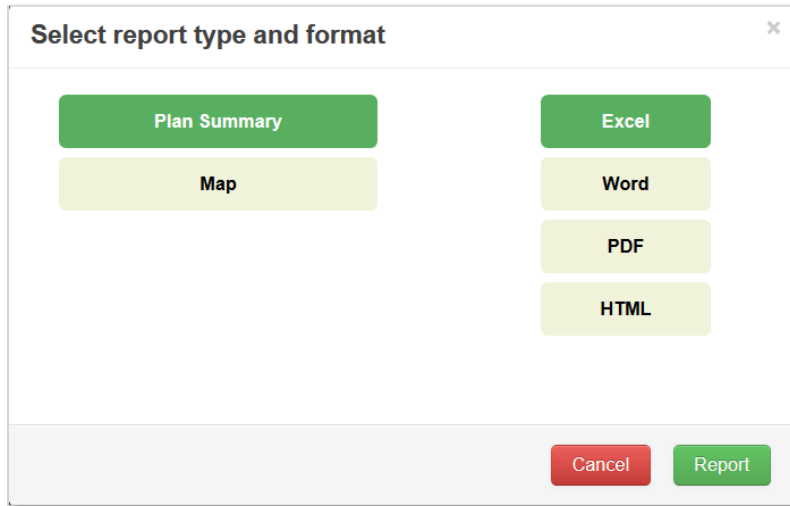 Select report type and format
×
Plan Summary
Excel
Map
Word
PDF
HTML
Cancel
Report